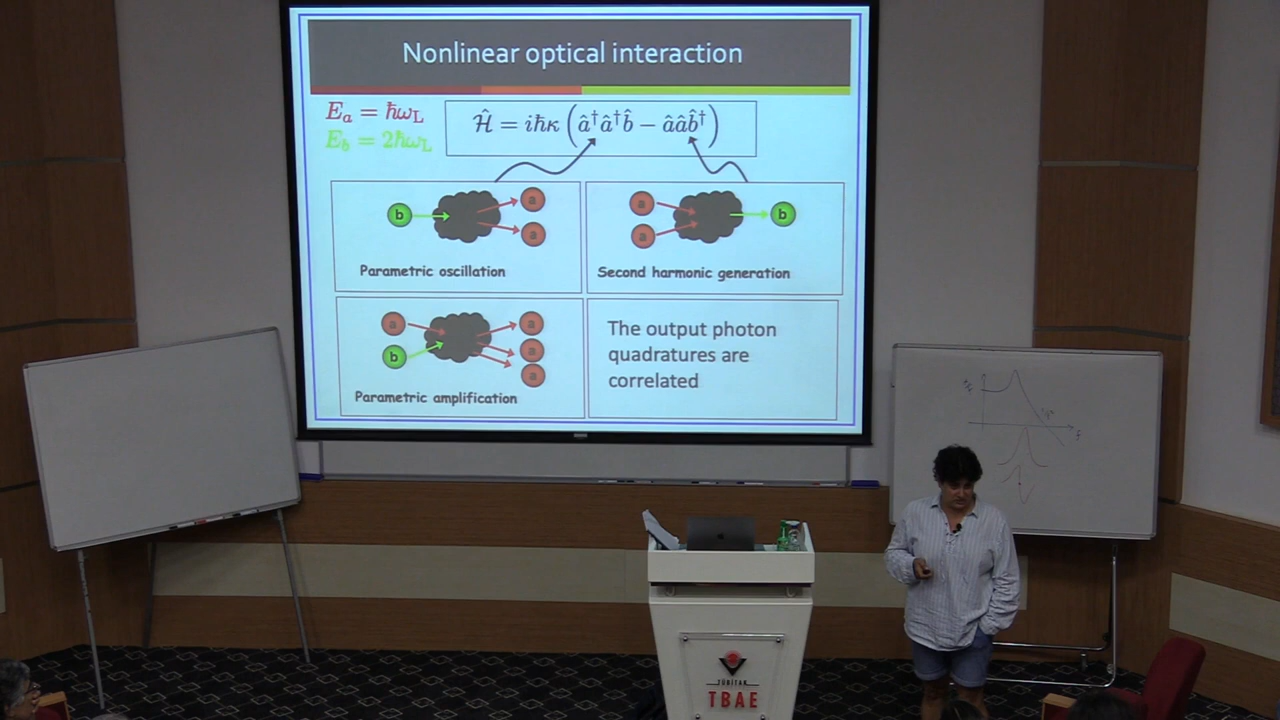 Nonlinear optical interaction
E_a = ħω_L
E_b = 2ħω_L
Ĥ = iħκ (â†â†b̂ − ââb̂†)
b a a
Parametric oscillation
a a b
Second harmonic generation
a b a a a
Parametric amplification
The output photon
quadratures are
correlated
TÜBİTAK
TBAE